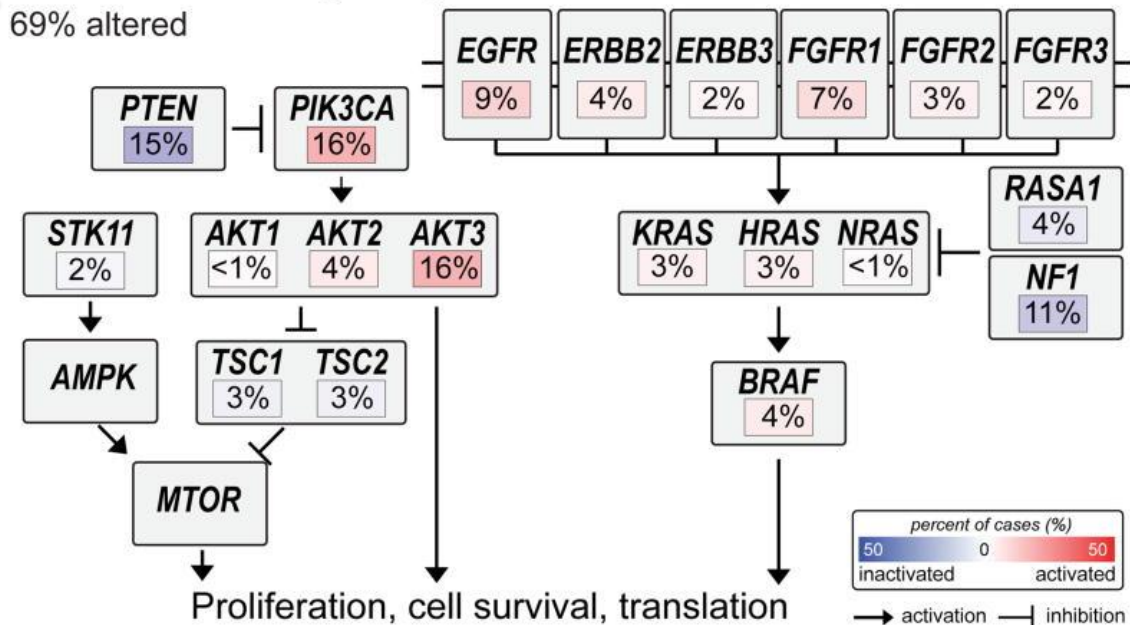 69% altered
EGFR ERBB2 ERBB3 FGFR1 FGFR2 FGFR3
9% 4% 2% 7% 3% 2%
PTEN PIK3CA
15% 16%
RASA1
4%
STK11 AKT1 AKT2 AKT3 KRAS HRAS NRAS
2% <1% 4% 16% 3% 3% <1%
NF1
11%
AMPK TSC1 TSC2 BRAF
3% 3% 4%
MTOR
percent of cases (%)
50 0 50
inactivated activated
Proliferation, cell survival, translation
activation inhibition